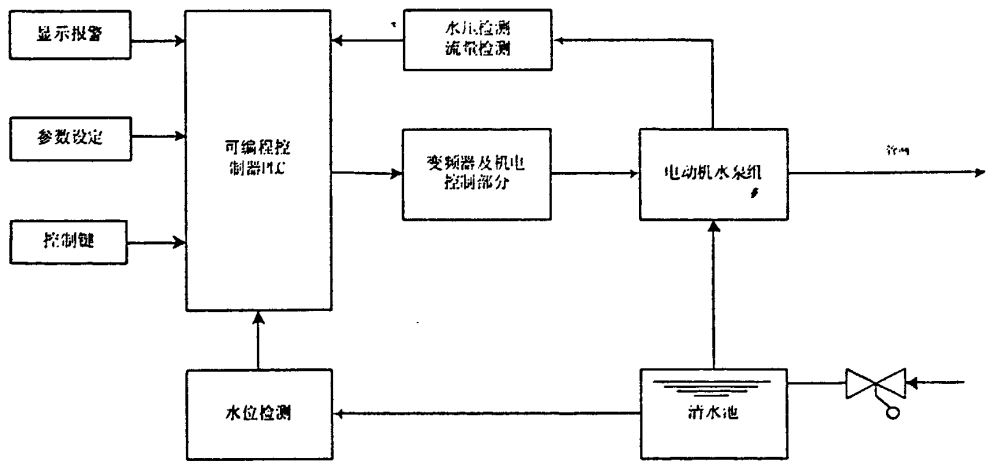 显示报警
水压检测
流量检测
参数设定
可编程控
制器PLC
变频器及机电
控制部分
电动机水泵组
管网
控制键
水位检测
清水池